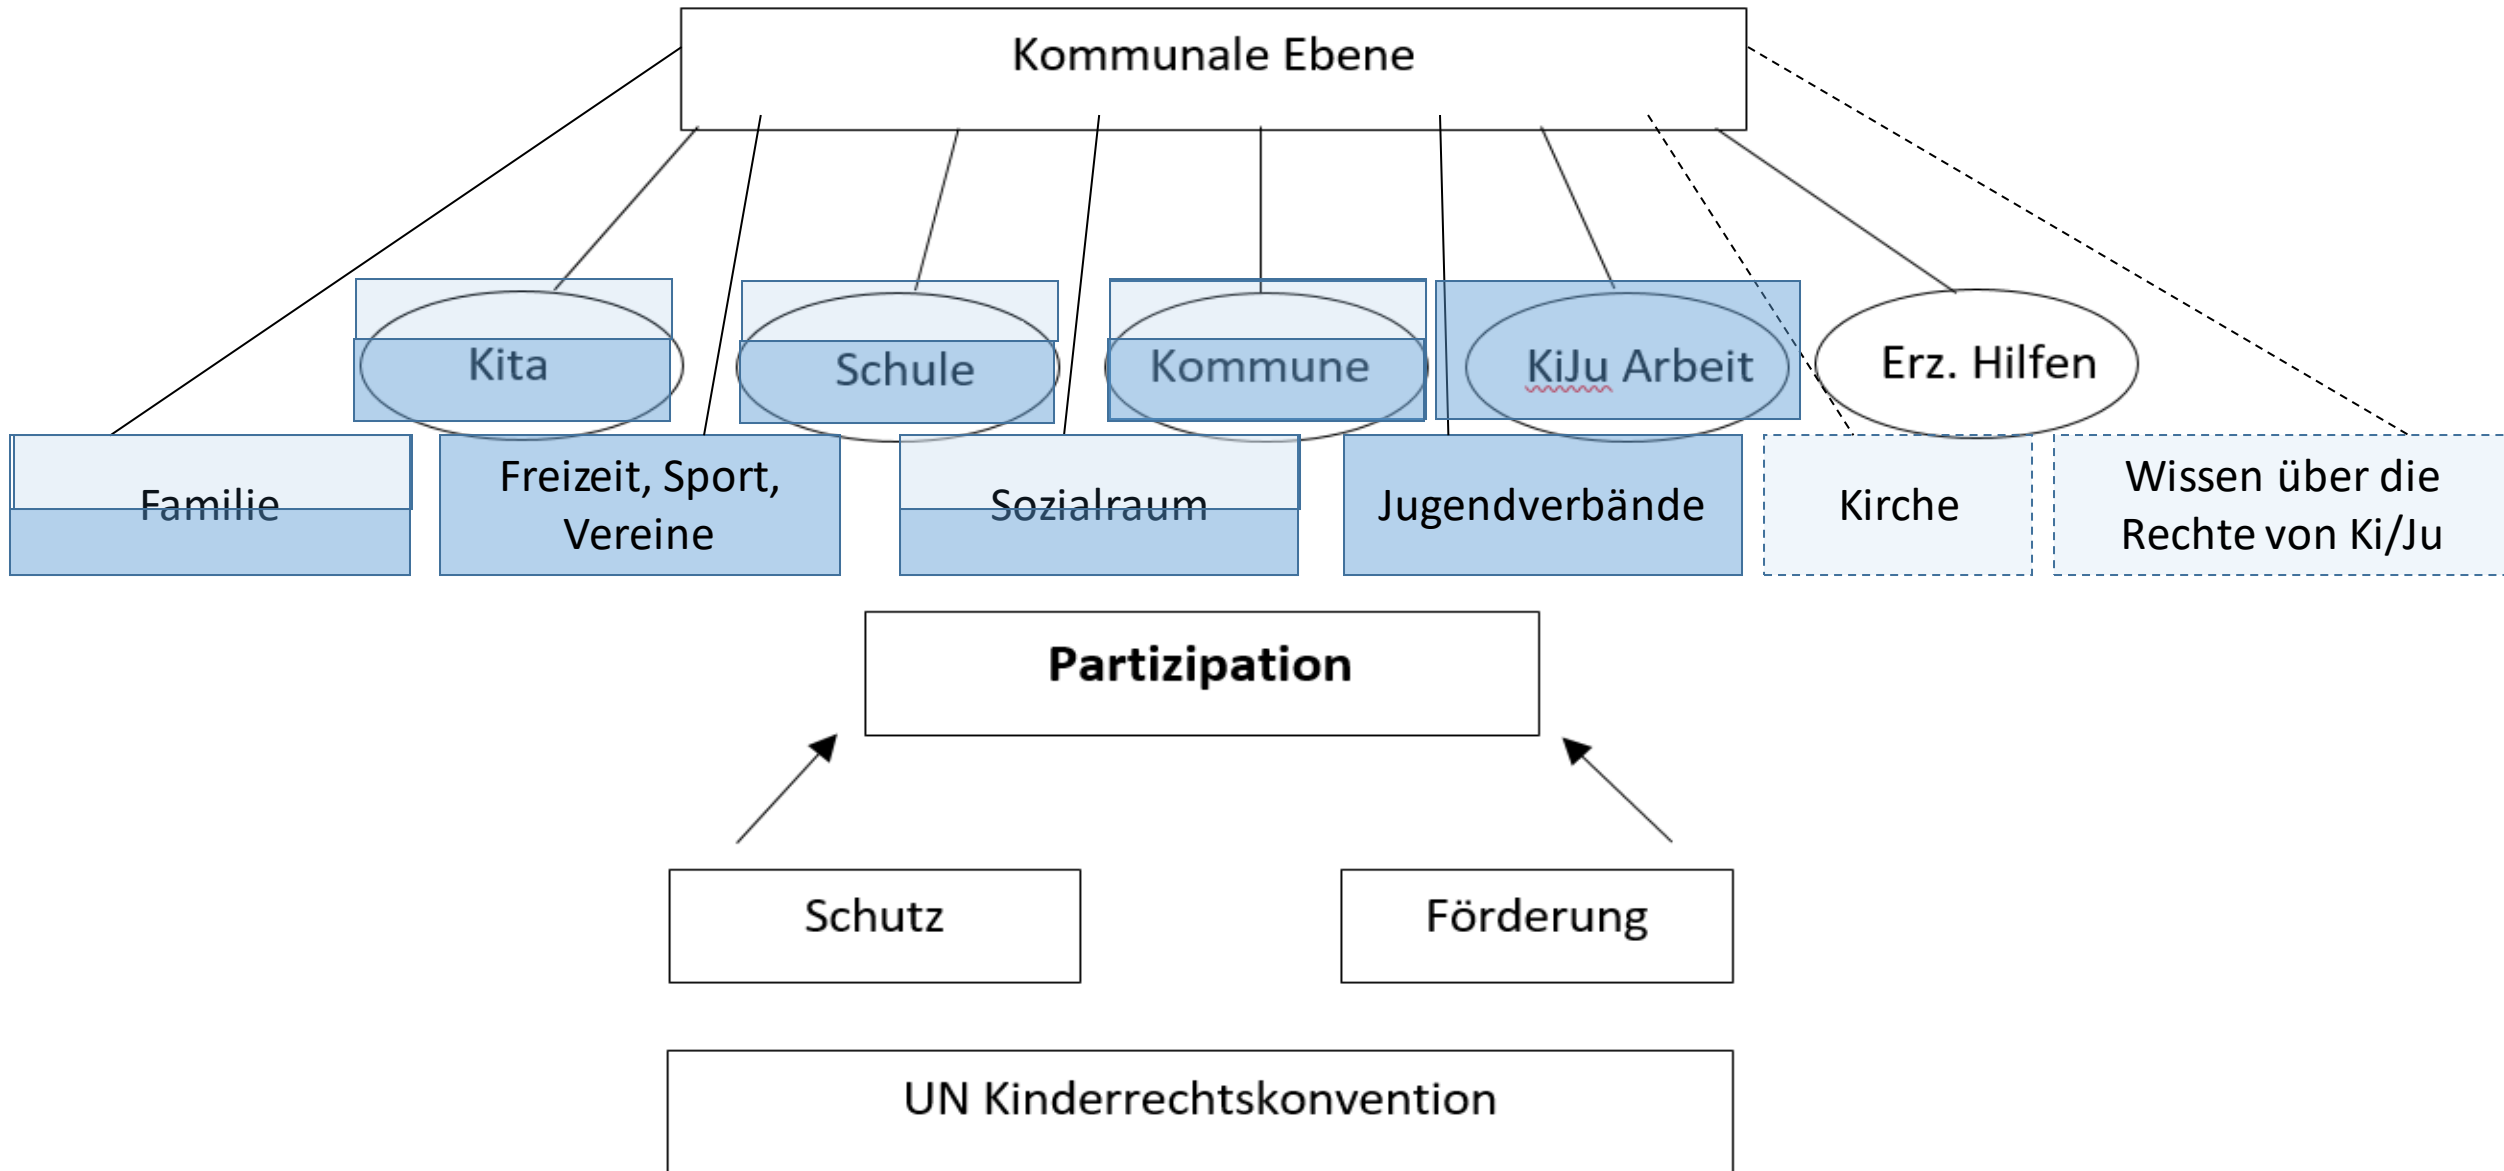 Kommunale Ebene
Kita
Schule
Kommune
KiJu Arbeit
Erz. Hilfen
Familie
Freizeit, Sport,
Vereine
Sozialraum
Jugendverbände
Kirche
Wissen über die
Rechte von Ki/Ju
Partizipation
Schutz
Förderung
UN Kinderrechtskonvention